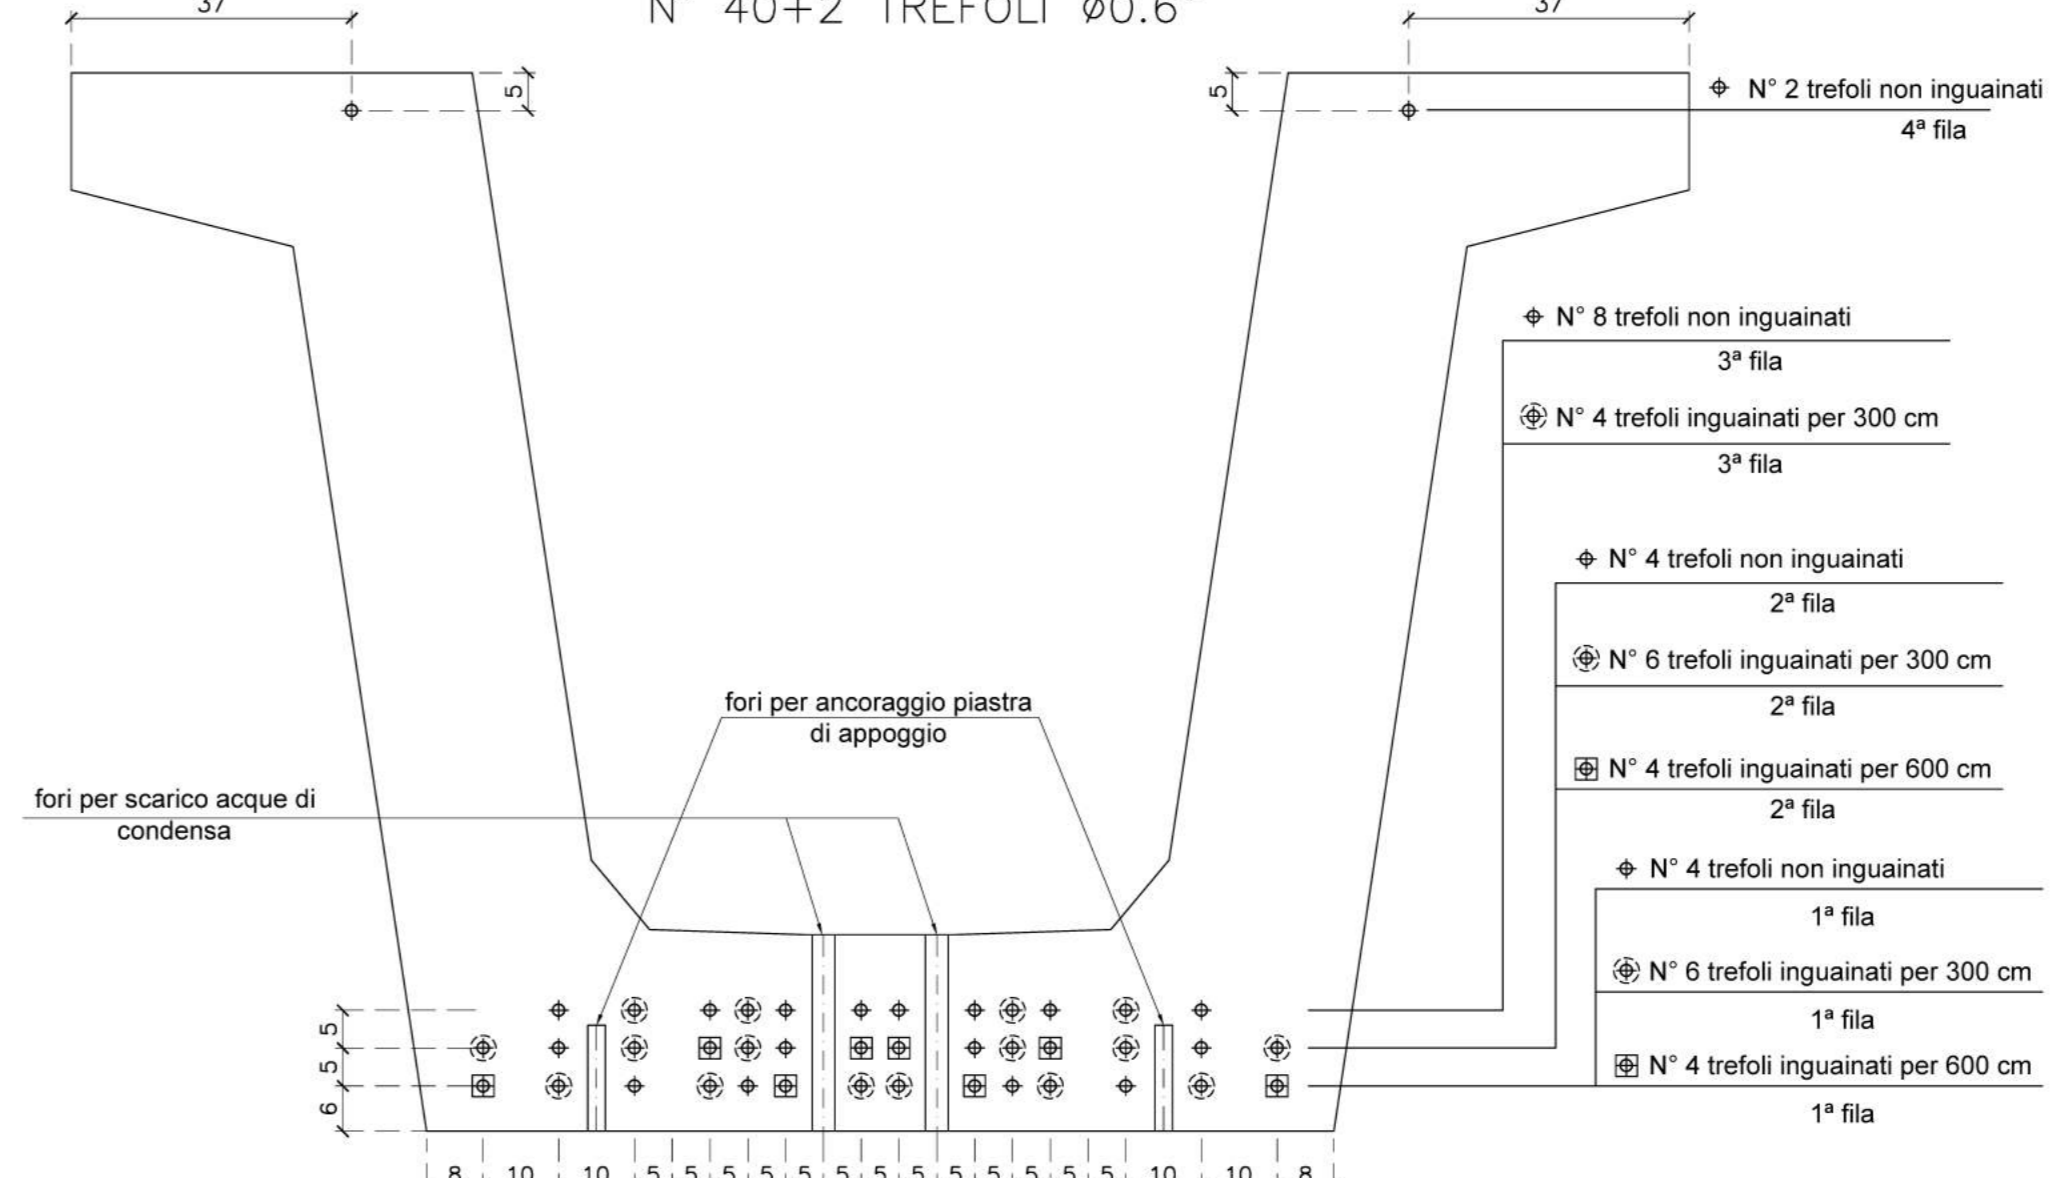 37
N° 40+2 TREFOLI ø0.6"
37
5
5
N° 2 trefoli non inguainati
4ª fila
N° 8 trefoli non inguainati
3ª fila
N° 4 trefoli inguainati per 300 cm
3ª fila
N° 4 trefoli non inguainati
2ª fila
N° 6 trefoli inguainati per 300 cm
2ª fila
N° 4 trefoli inguainati per 600 cm
2ª fila
fori per ancoraggio piastra
di appoggio
fori per scarico acque di
condensa
N° 4 trefoli non inguainati
1ª fila
N° 6 trefoli inguainati per 300 cm
1ª fila
N° 4 trefoli inguainati per 600 cm
1ª fila
5
5
6
8 10 10 5 5 5 5 5 5 5 5 5 5 5 5 5 10 10 8